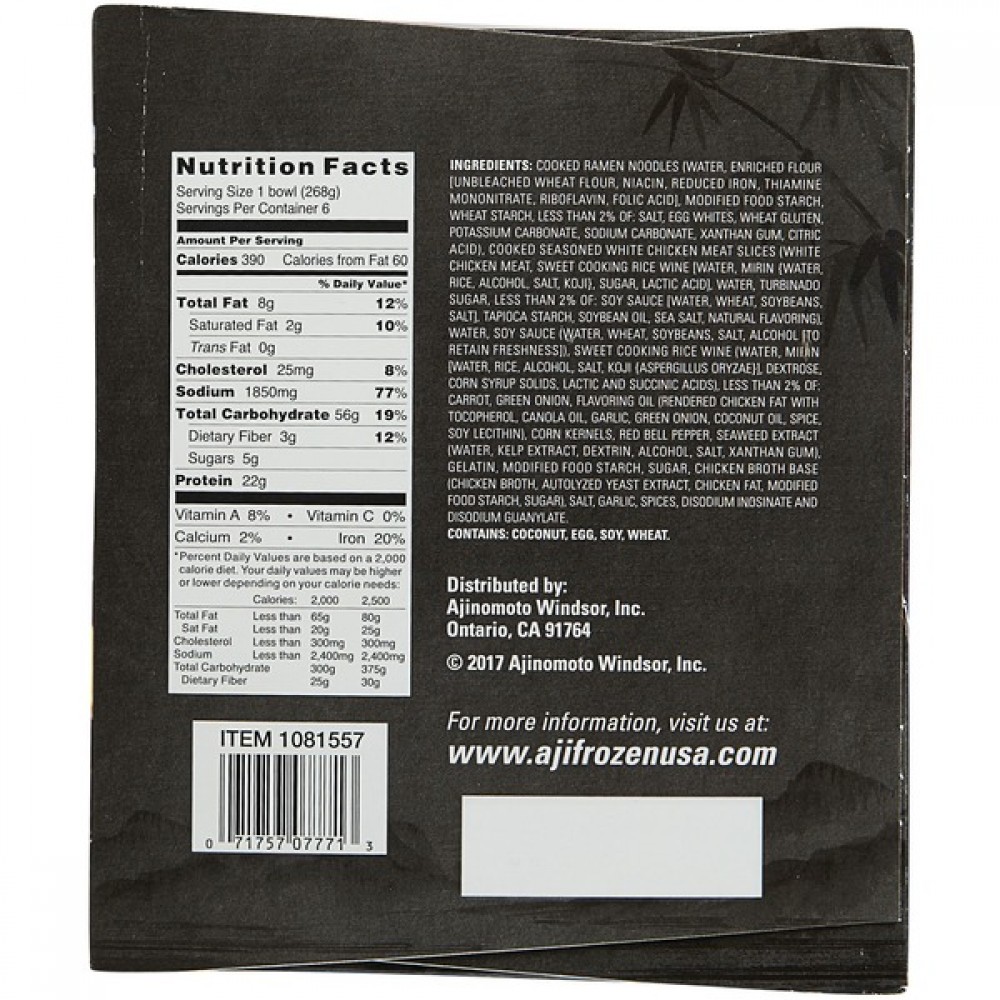 Nutrition Facts
Serving Size 1 bowl (268g)
Servings Per Container 6
Amount Per Serving
Calories 390 Calories from Fat 60
% Daily Value*
Total Fat 8g 12%
Saturated Fat 2g 10%
Trans Fat 0g
Cholesterol 25mg 8%
Sodium 1850mg 77%
Total Carbohydrate 56g 19%
Dietary Fiber 3g 12%
Sugars 5g
Protein 22g
Vitamin A 8% • Vitamin C 0%
Calcium 2% • Iron 20%
*Percent Daily Values are based on a 2,000
calorie diet. Your daily values may be higher
or lower depending on your calorie needs:
Calories: 2,000 2,500
Total Fat Less than 65g 80g
Sat Fat Less than 20g 25g
Cholesterol Less than 300mg 300mg
Sodium Less than 2,400mg 2,400mg
Total Carbohydrate 300g 375g
Dietary Fiber 25g 30g
ITEM 1081557
0 71757 07771 3
INGREDIENTS: COOKED RAMEN NOODLES (WATER, ENRICHED FLOUR
[UNBLEACHED WHEAT FLOUR, NIACIN, REDUCED IRON, THIAMINE
MONONITRATE, RIBOFLAVIN, FOLIC ACID], MODIFIED FOOD STARCH,
WHEAT STARCH, LESS THAN 2% OF: SALT, EGG WHITES, WHEAT GLUTEN,
POTASSIUM CARBONATE, SODIUM CARBONATE, XANTHAN GUM, CITRIC
ACID), COOKED SEASONED WHITE CHICKEN MEAT SLICES (WHITE
CHICKEN MEAT, SWEET COOKING RICE WINE [WATER, MIRIN {WATER,
RICE, ALCOHOL, SALT, KOJI}, SUGAR, LACTIC ACID], WATER, TURBINADO
SUGAR, LESS THAN 2% OF: SOY SAUCE [WATER, WHEAT, SOYBEANS,
SALT], TAPIOCA STARCH, SOYBEAN OIL, SEA SALT, NATURAL FLAVORING),
WATER, SOY SAUCE (WATER, WHEAT, SOYBEANS, SALT, ALCOHOL [TO
RETAIN FRESHNESS]), SWEET COOKING RICE WINE (WATER, MIRIN
[WATER, RICE, ALCOHOL, SALT, KOJI {ASPERGILLUS ORYZAE}], DEXTROSE,
CORN SYRUP SOLIDS, LACTIC AND SUCCINIC ACIDS), LESS THAN 2% OF:
CARROT, GREEN ONION, FLAVORING OIL (RENDERED CHICKEN FAT WITH
TOCOPHEROL, CANOLA OIL, GARLIC, GREEN ONION, COCONUT OIL, SPICE,
SOY LECITHIN), CORN KERNELS, RED BELL PEPPER, SEAWEED EXTRACT
(WATER, KELP EXTRACT, DEXTRIN, ALCOHOL, SALT, XANTHAN GUM),
GELATIN, MODIFIED FOOD STARCH, SUGAR, CHICKEN BROTH BASE
(CHICKEN BROTH, AUTOLYZED YEAST EXTRACT, CHICKEN FAT, MODIFIED
FOOD STARCH, SUGAR), SALT, GARLIC, SPICES, DISODIUM INOSINATE AND
DISODIUM GUANYLATE.
CONTAINS: COCONUT, EGG, SOY, WHEAT.
Distributed by:
Ajinomoto Windsor, Inc.
Ontario, CA 91764
© 2017 Ajinomoto Windsor, Inc.
For more information, visit us at:
www.ajifrozenusa.com